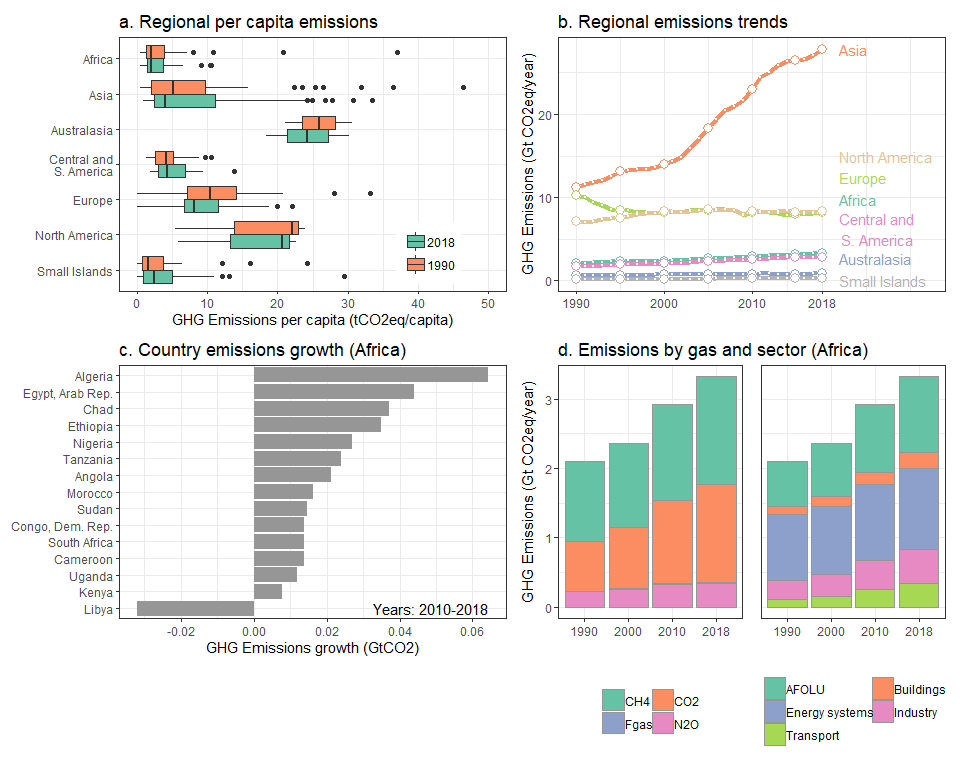 a. Regional per capita emissions
Africa
Asia
Australasia
Central and
S. America
Europe
North America
Small Islands
2018
1990
0 10 20 30 40 50
GHG Emissions per capita (tCO2eq/capita)
b. Regional emissions trends
GHG Emissions (Gt CO2eq/year)
20
10
0
Asia
North America
Europe
Africa
Central and
S. America
Australasia
Small Islands
1990 2000 2010 2018
c. Country emissions growth (Africa)
Algeria
Egypt, Arab Rep.
Chad
Ethiopia
Nigeria
Tanzania
Angola
Morocco
Sudan
Congo, Dem. Rep.
South Africa
Cameroon
Uganda
Kenya
Libya
Years: 2010-2018
-0.02 0.00 0.02 0.04 0.06
GHG Emissions growth (GtCO2)
d. Emissions by gas and sector (Africa)
GHG Emissions (Gt CO2eq/year)
3
2
1
0
1990 2000 2010 2018
1990 2000 2010 2018
CH4 CO2
Fgas N2O
AFOLU Buildings
Energy systems Industry
Transport